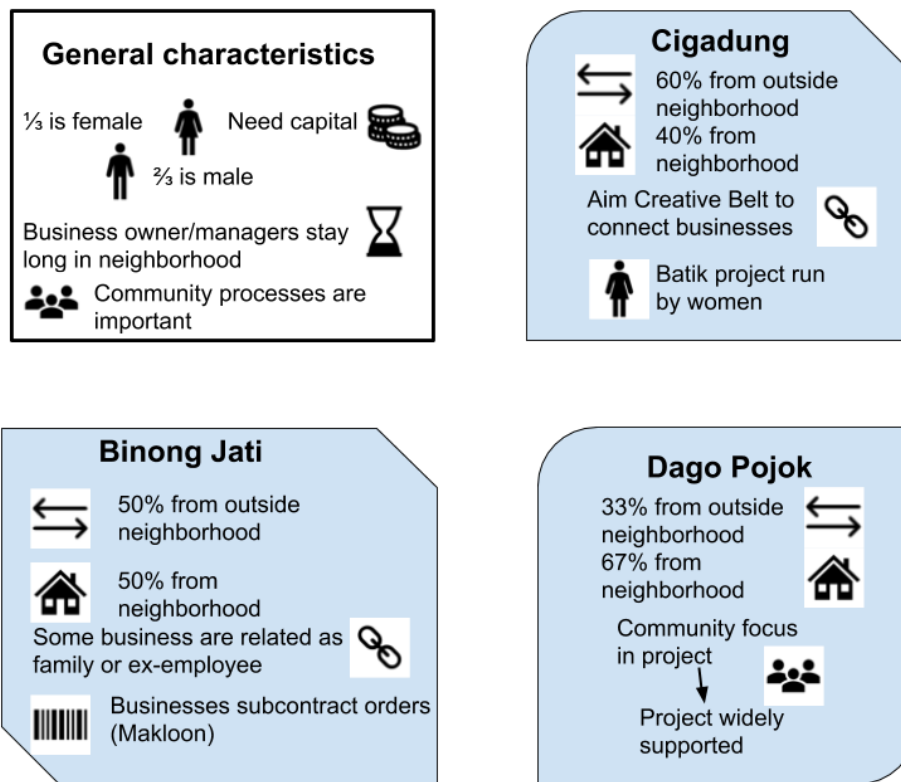 General characteristics
⅓ is female
Need capital
⅔ is male
Business owner/managers stay
long in neighborhood
Community processes are
important
Cigadung
60% from outside
neighborhood
40% from
neighborhood
Aim Creative Belt to
connect businesses
Batik project run
by women
Binong Jati
50% from outside
neighborhood
50% from
neighborhood
Some business are related as
family or ex-employee
Businesses subcontract orders
(Makloon)
Dago Pojok
33% from outside
neighborhood
67% from
neighborhood
Community focus
in project
Project widely
supported